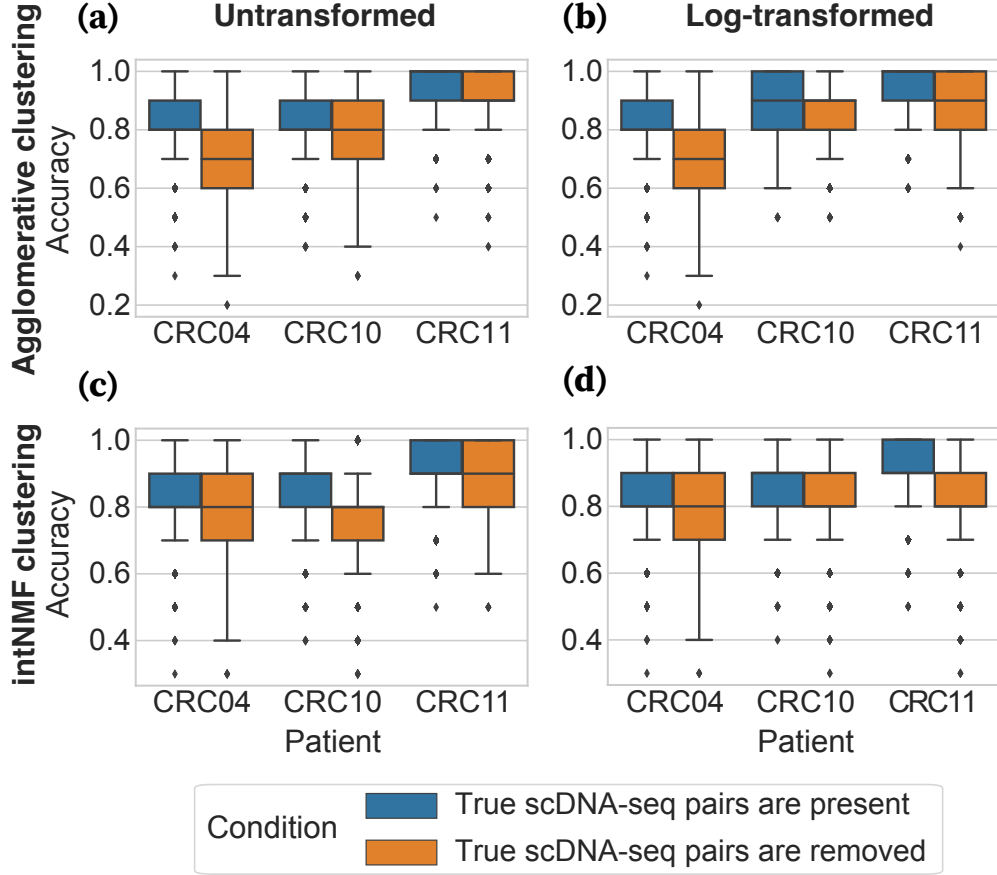 (a) Untransformed
(b) Log-transformed
Agglomerative clustering
Accuracy
1.0
0.8
0.6
0.4
0.2
CRC04 CRC10 CRC11
1.0
0.8
0.6
0.4
0.2
CRC04 CRC10 CRC11
(c)
(d)
intNMF clustering
Accuracy
1.0
0.8
0.6
0.4
CRC04 CRC10 CRC11
Patient
1.0
0.8
0.6
0.4
CRC04 CRC10 CRC11
Patient
Condition
True scDNA-seq pairs are present
True scDNA-seq pairs are removed